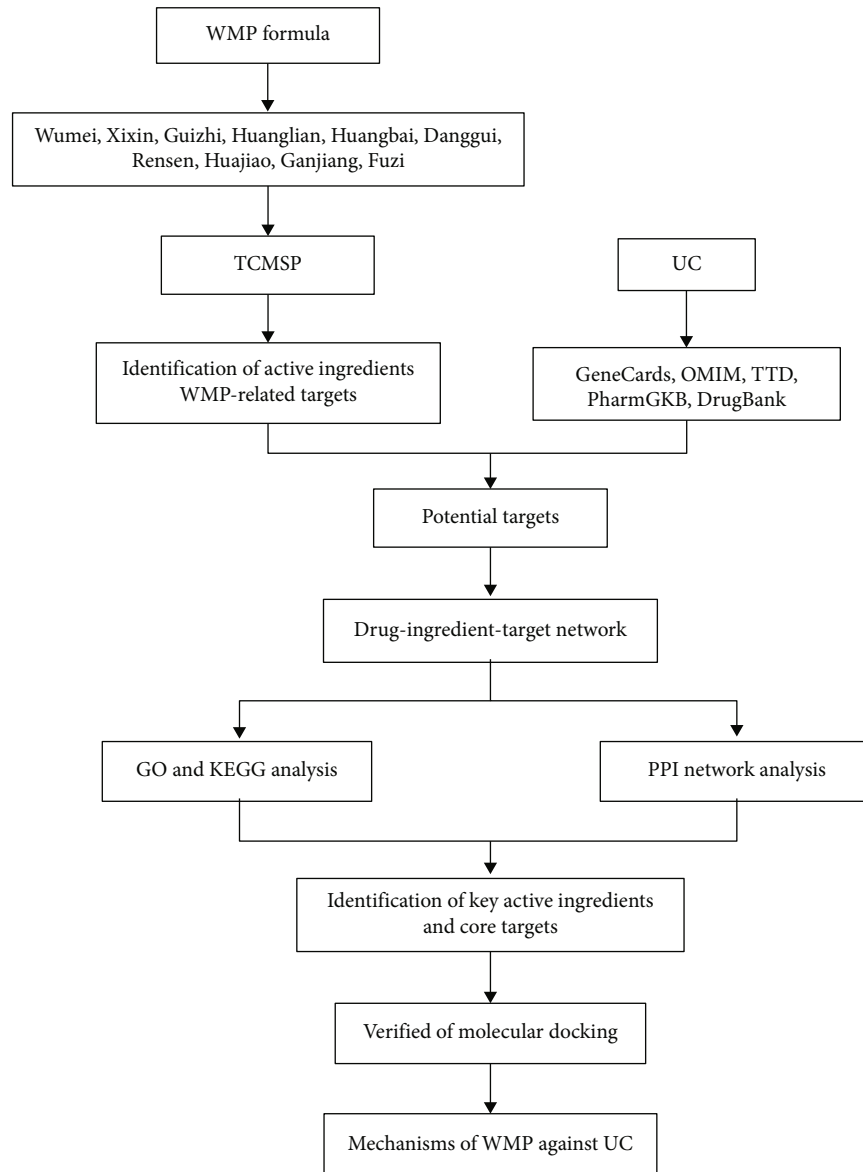 WMP formula
Wumei, Xixin, Guizhi, Huanglian, Huangbai, Danggui,
Rensen, Huajiao, Ganjiang, Fuzi
TCMSP
UC
Identification of active ingredients
WMP-related targets
GeneCards, OMIM, TTD,
PharmGKB, DrugBank
Potential targets
Drug-ingredient-target network
GO and KEGG analysis
PPI network analysis
Identification of key active ingredients
and core targets
Verified of molecular docking
Mechanisms of WMP against UC